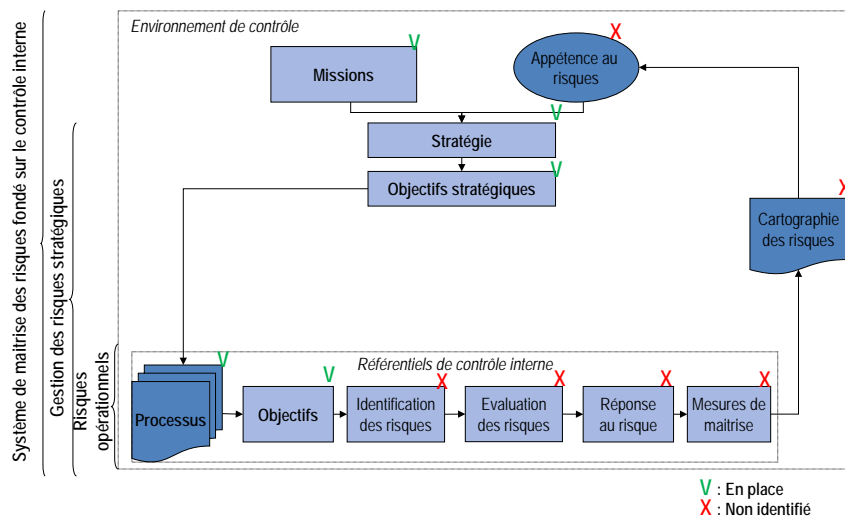 Environnement de contrôle
V
X
Missions
Appétence au
risques
V
Stratégie
V
Objectifs stratégiques
X
Cartographie
des risques
Système de maitrise des risques fondé sur le contrôle interne
Gestion des risques stratégiques
Risques
opérationnels
Référentiels de contrôle interne
V
V
X
X
X
X
Processus
Objectifs
Identification
des risques
Evaluation
des risques
Réponse
au risque
Mesures de
maitrise
V : En place
X : Non identifié